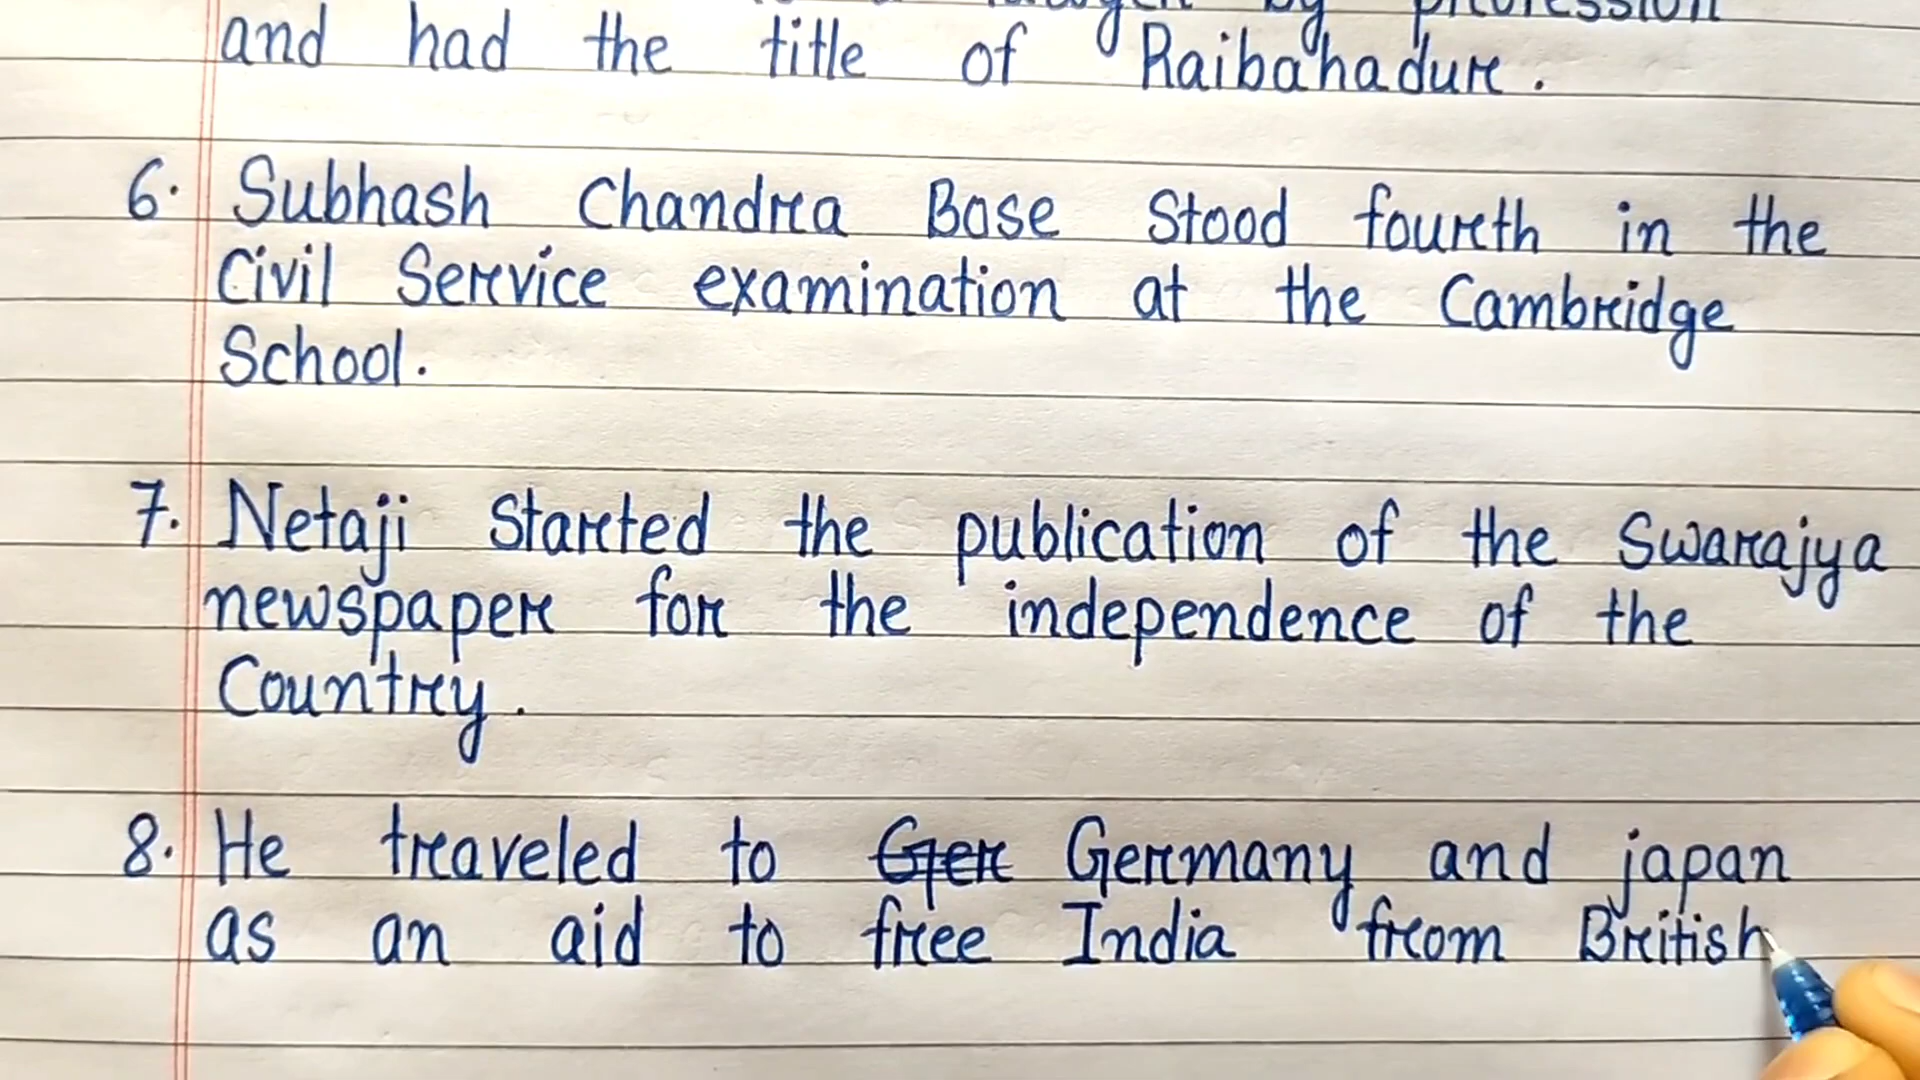 by profession
and had the title of Raibahadur.
6. Subhash Chandra Bose Stood fourth in the
Civil Service examination at the Cambridge
School.
7. Netaji Started the publication of the Swarajya
newspaper for the independence of the
Country.
8. He traveled to Ger Germany and japan
as an aid to free India from British